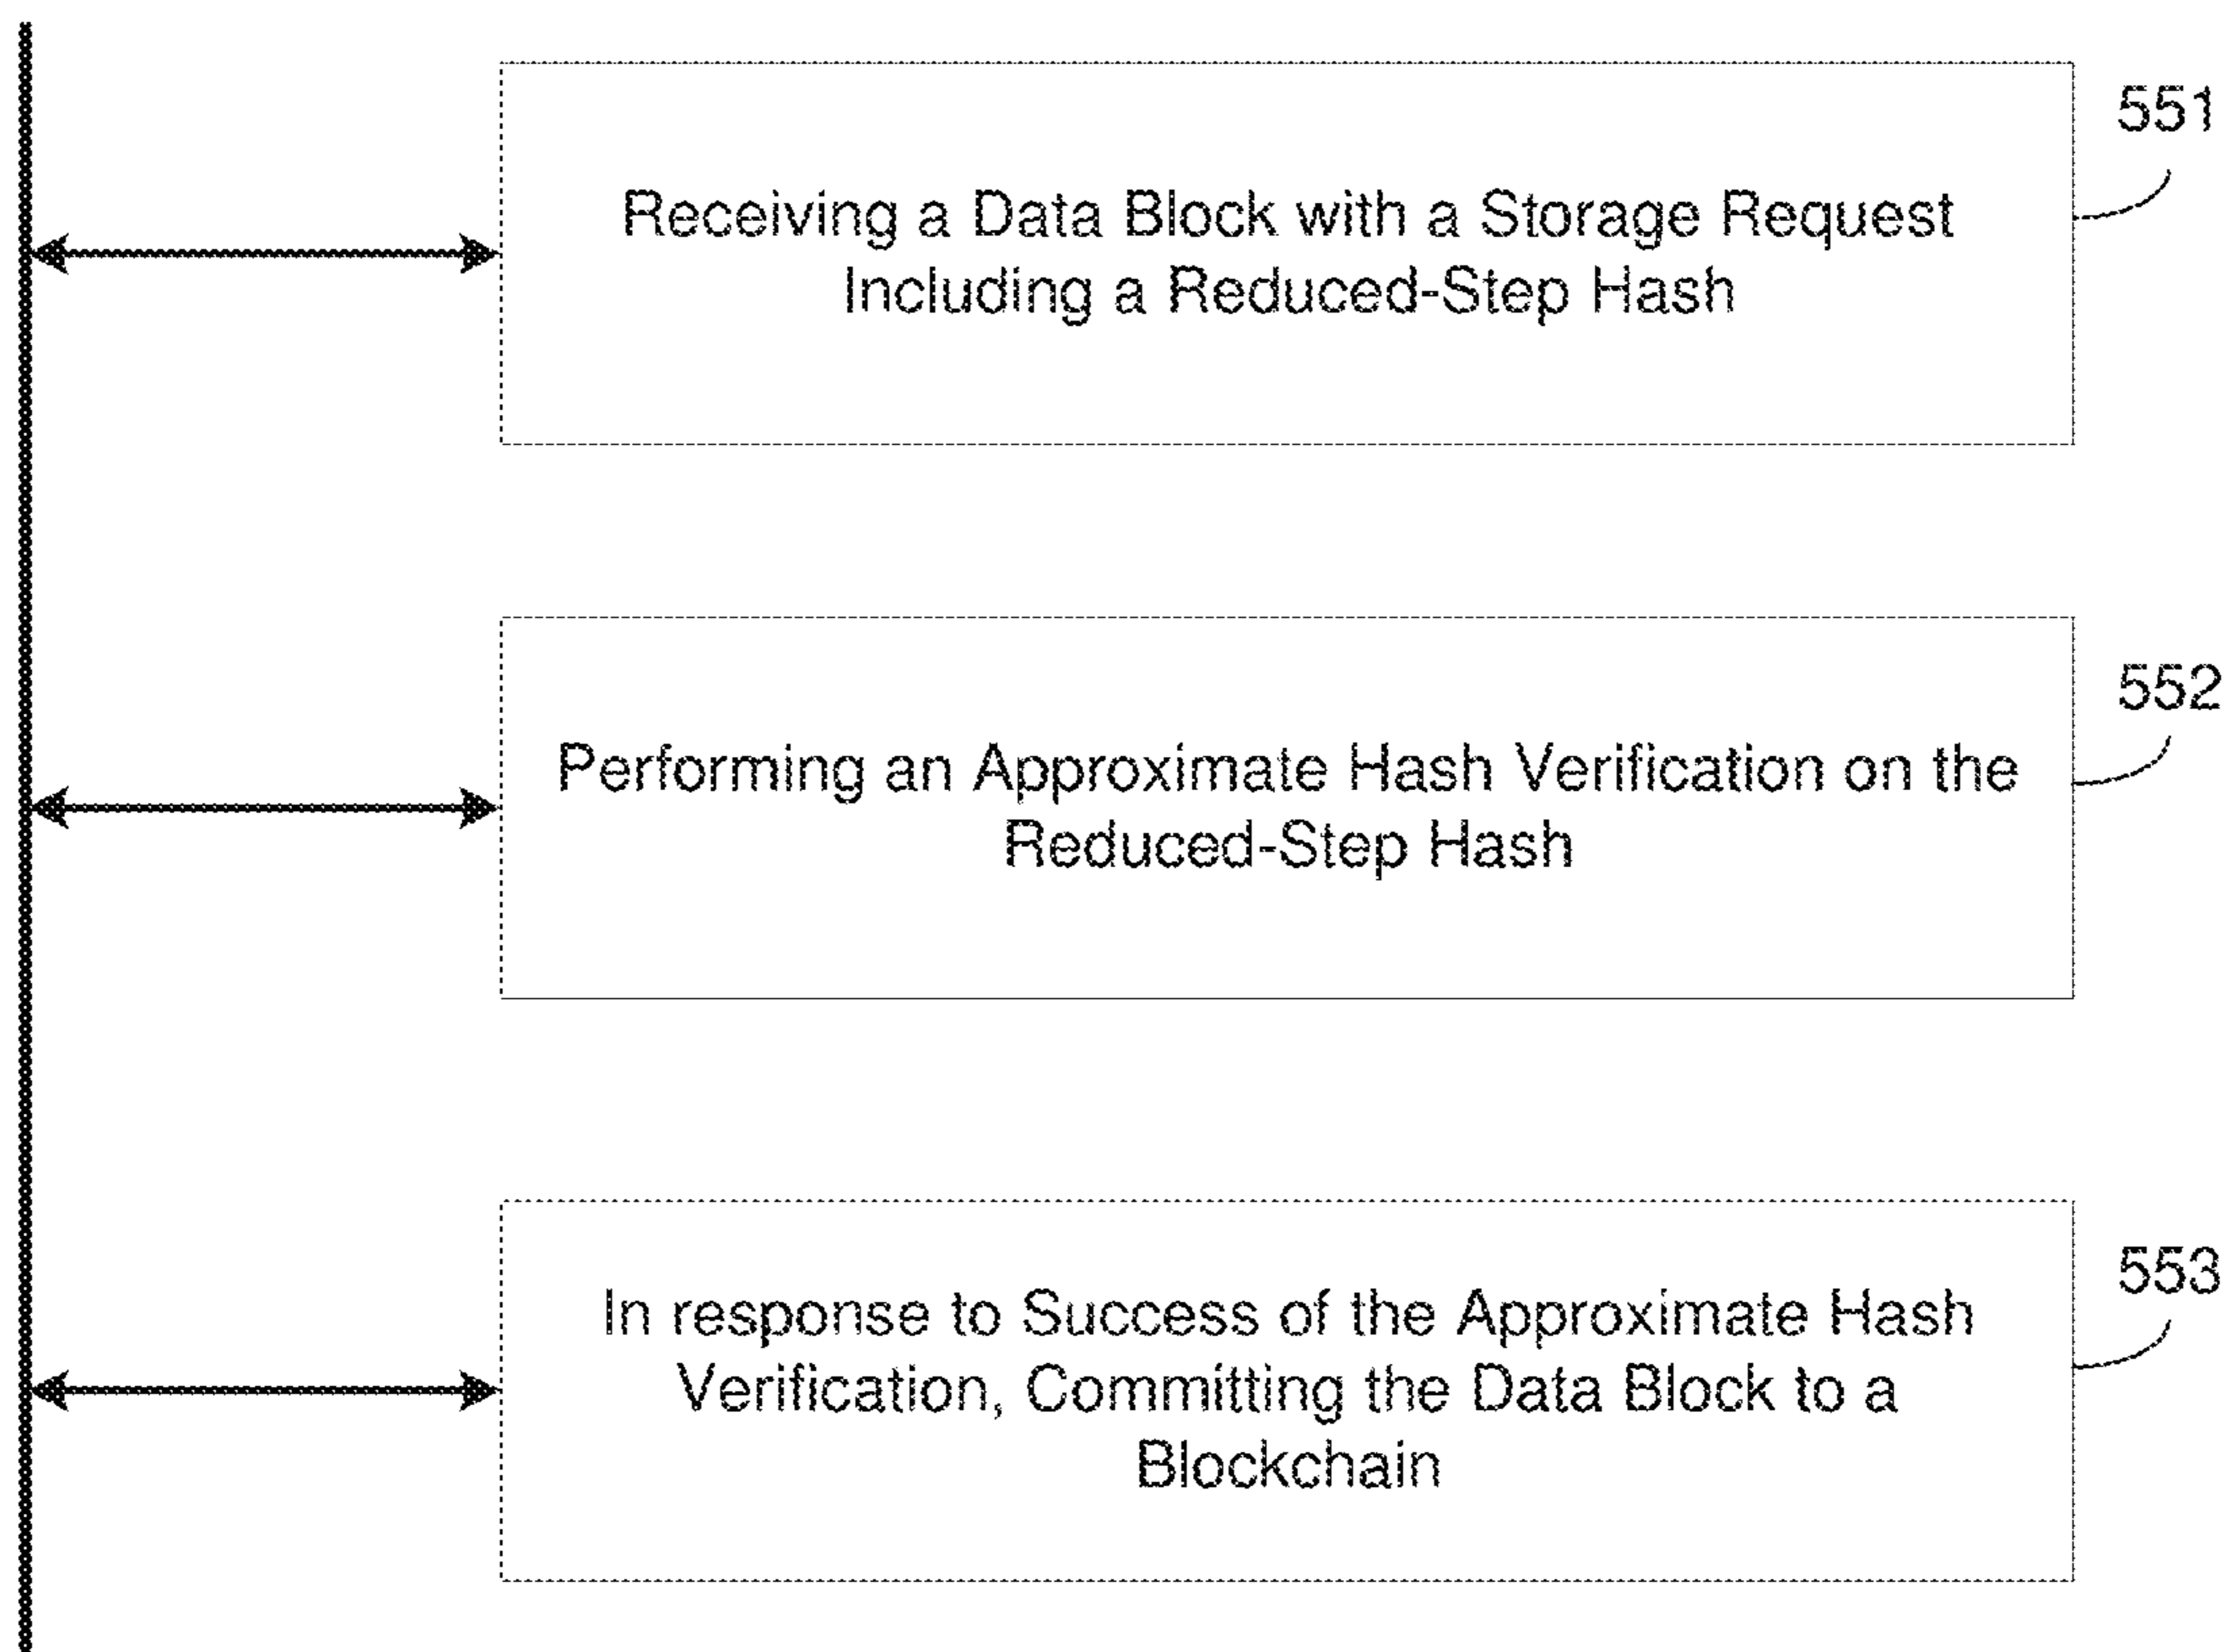 551
Receiving a Data Block with a Storage Request
Including a Reduced-Step Hash
552
Performing an Approximate Hash Verification on the
Reduced-Step Hash
553
In response to Success of the Approximate Hash
Verification, Committing the Data Block to a
Blockchain